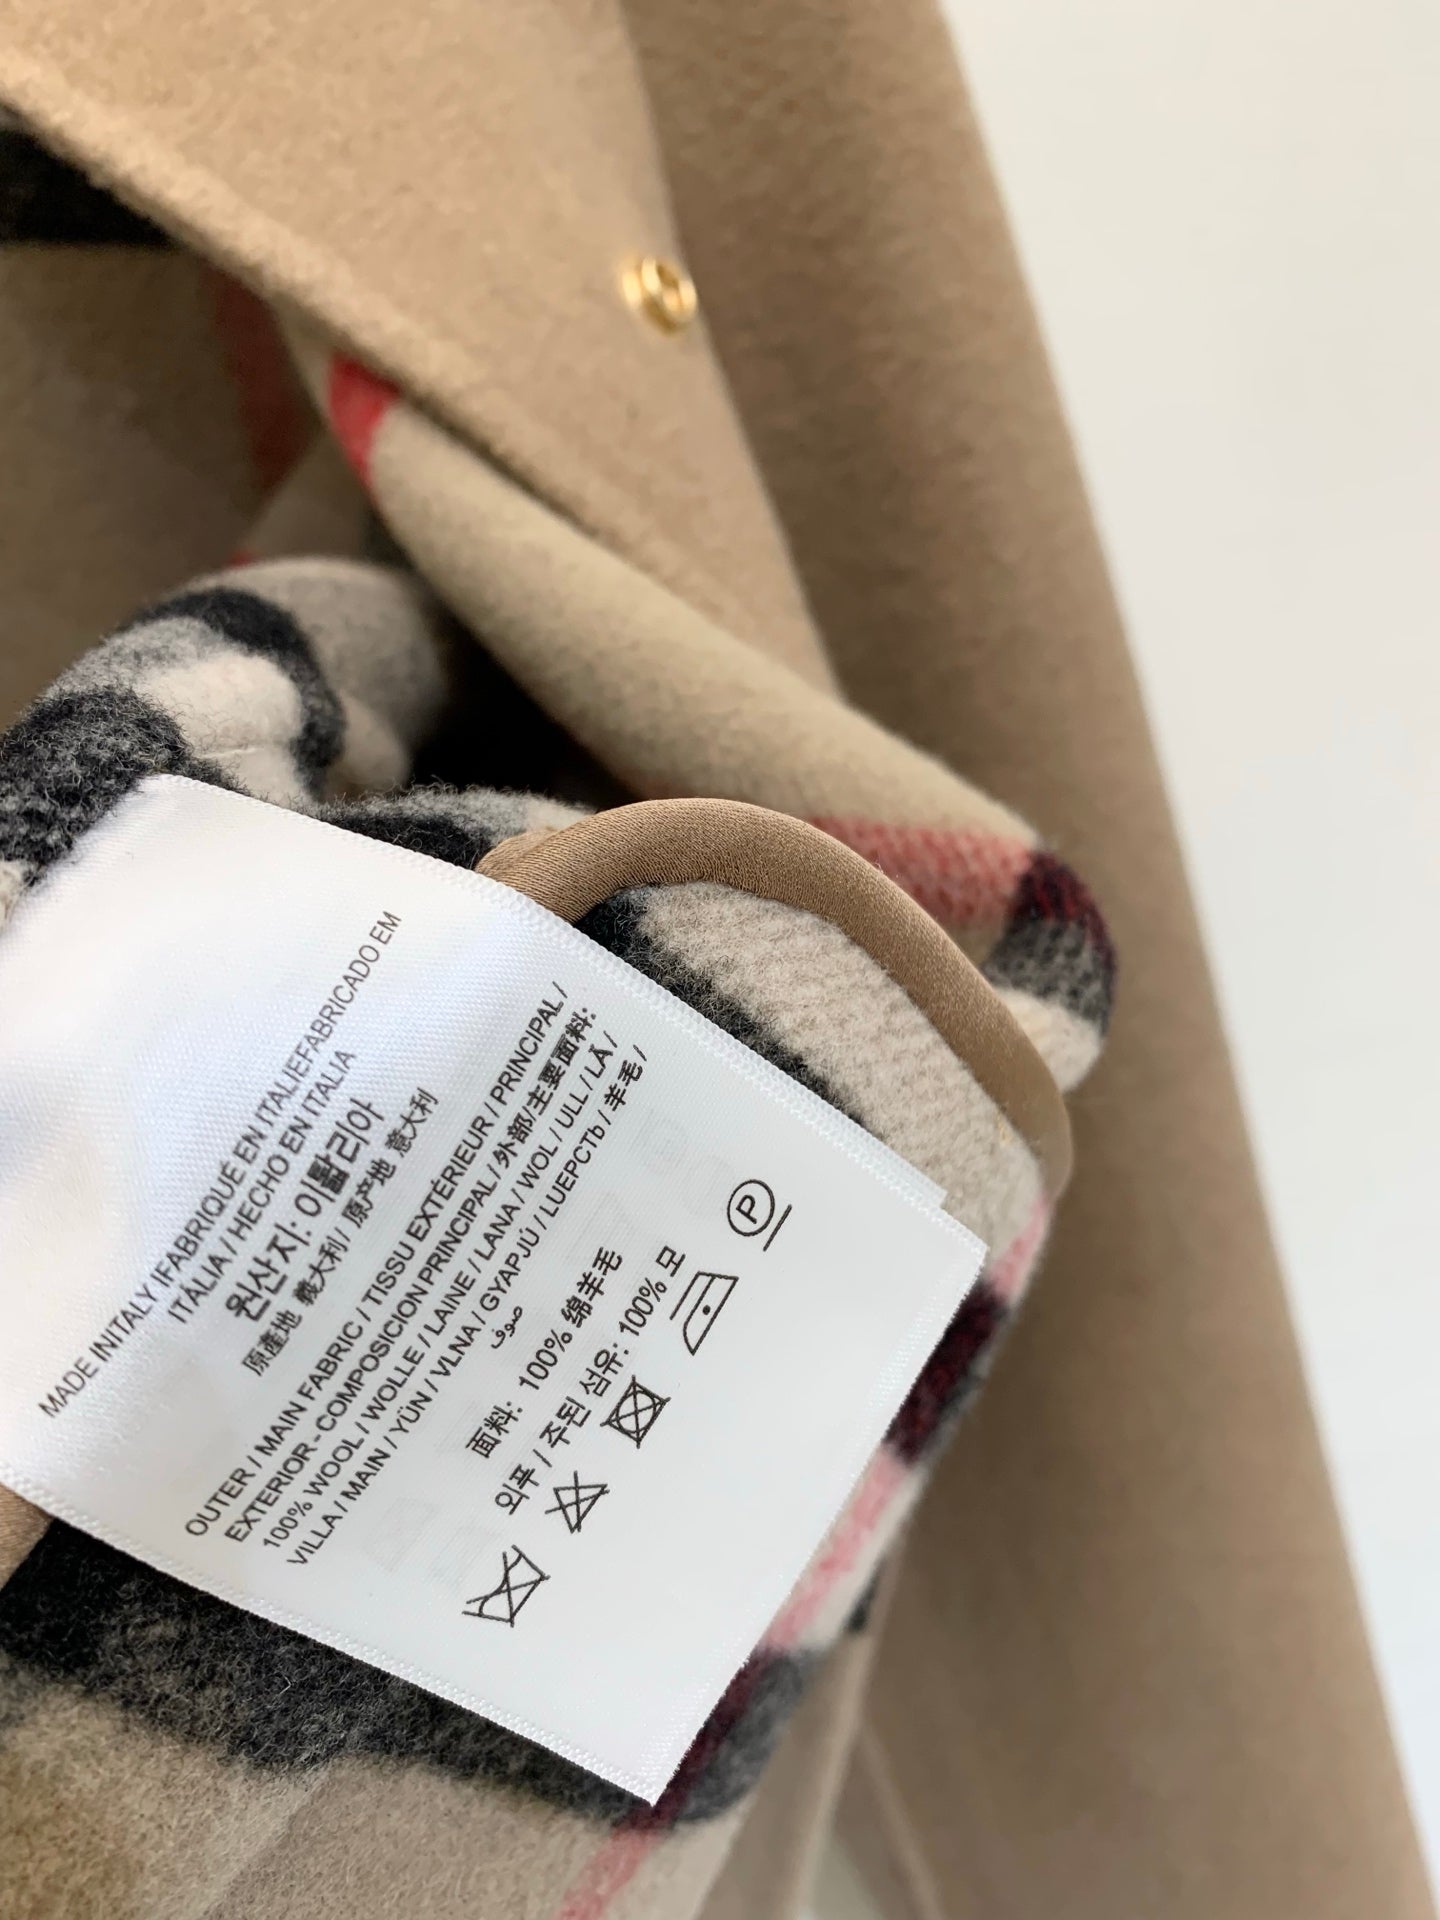 MADE INITALY IFABRIQUÉ EN ITALIEFABRICADO EM
ITÁLIA / HECHO EN ITALIA
원산지: 이탈리아
原產地 義大利 / 原产地 意大利
OUTER / MAIN FABRIC / TISSU EXTÉRIEUR / PRINCIPAL /
EXTERIOR - COMPOSICION PRINCIPAL / 外部/主要面料:
100% WOOL / WOLLE / LAINE / LANA / WOL / ULL / LÃ /
VILLA / MAIN / YÜN / VLNA / GYAPJÚ / LUEPCTb / 羊毛 /
صوف
面料: 100% 绵羊毛
외푸 / 주된 섬유: 100% 모
P